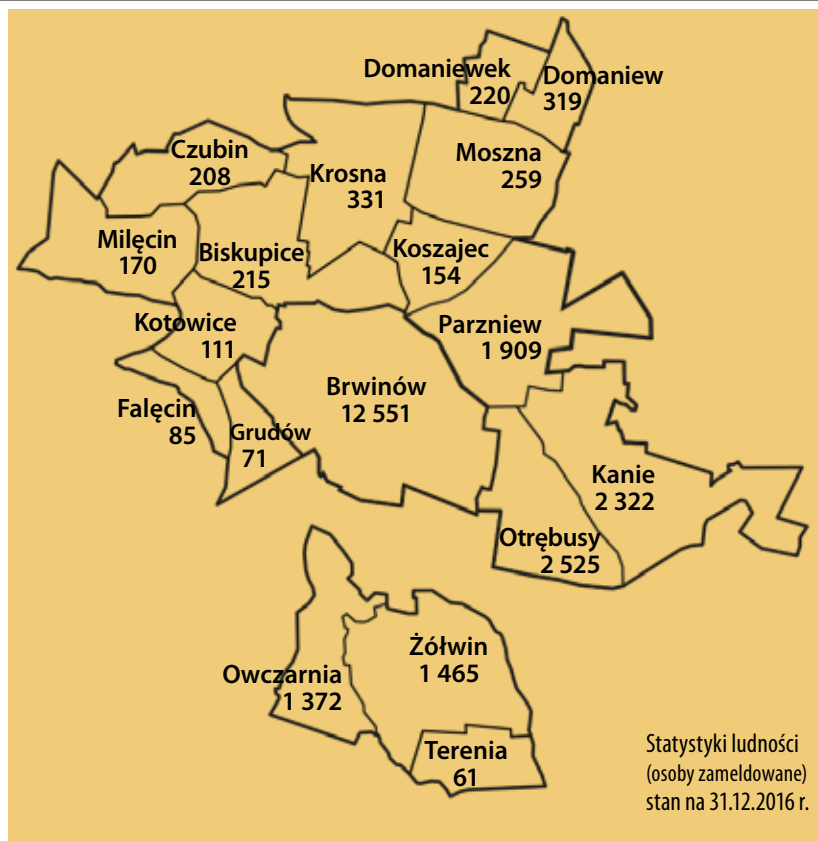 Domaniewek
220
Domaniew
319
Czubin
208
Krosna
331
Moszna
259
Milęcin
170
Biskupice
215
Koszajec
154
Kotowice
111
Parzniew
1 909
Brwinów
12 551
Falęcin
85
Grudów
71
Kanie
2 322
Otrębusy
2 525
Żółwin
1 465
Owczarnia
1 372
Terenia
61
Statystyki ludności
(osoby zameldowane)
stan na 31.12.2016 r.